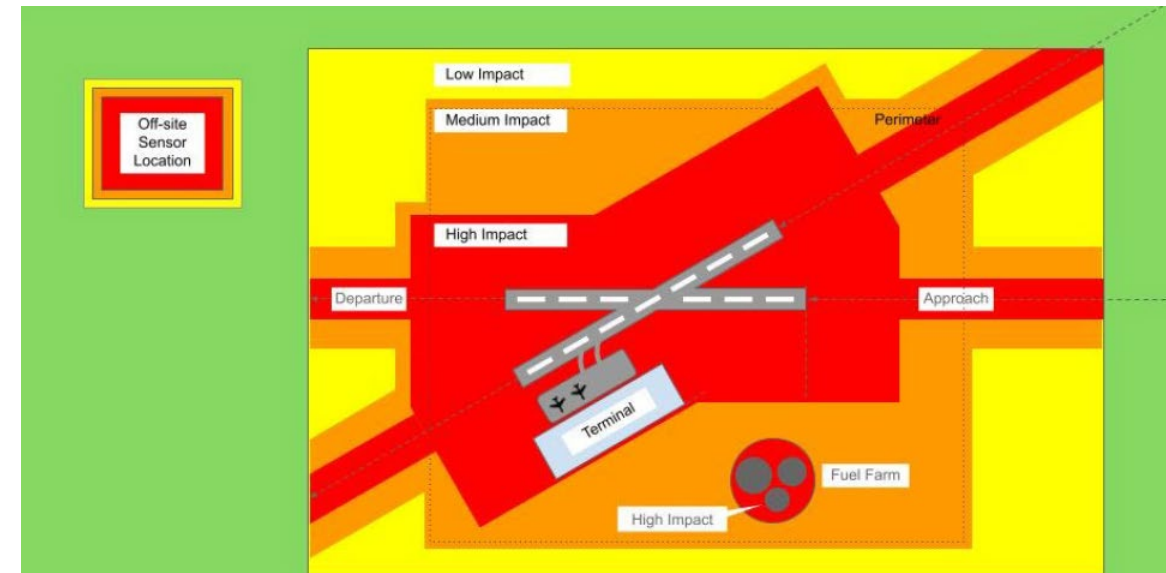 Low Impact
Off-site
Sensor
Location
Medium Impact
Perimeter
High Impact
Departure
Approach
Terminal
Fuel Farm
High Impact